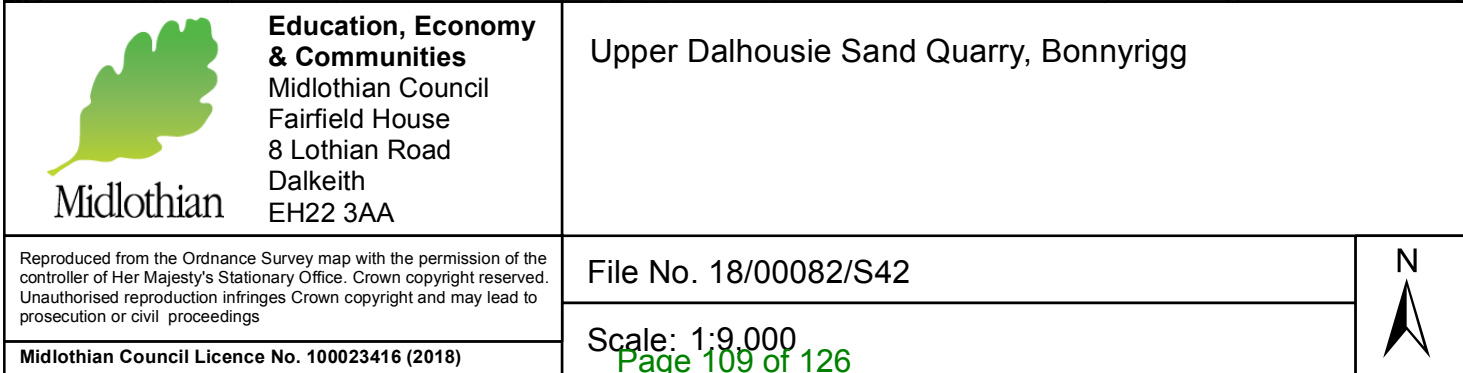 Education, Economy
& Communities
Midlothian Council
Fairfield House
8 Lothian Road
Dalkeith
EH22 3AA
Midlothian
Upper Dalhousie Sand Quarry, Bonnyrigg
Reproduced from the Ordnance Survey map with the permission of the
controller of Her Majesty's Stationary Office. Crown copyright reserved.
Unauthorised reproduction infringes Crown copyright and may lead to
prosecution or civil proceedings
Midlothian Council Licence No. 100023416 (2018)
File No. 18/00082/S42
Scale: 1:9,000
Page 109 of 126
N